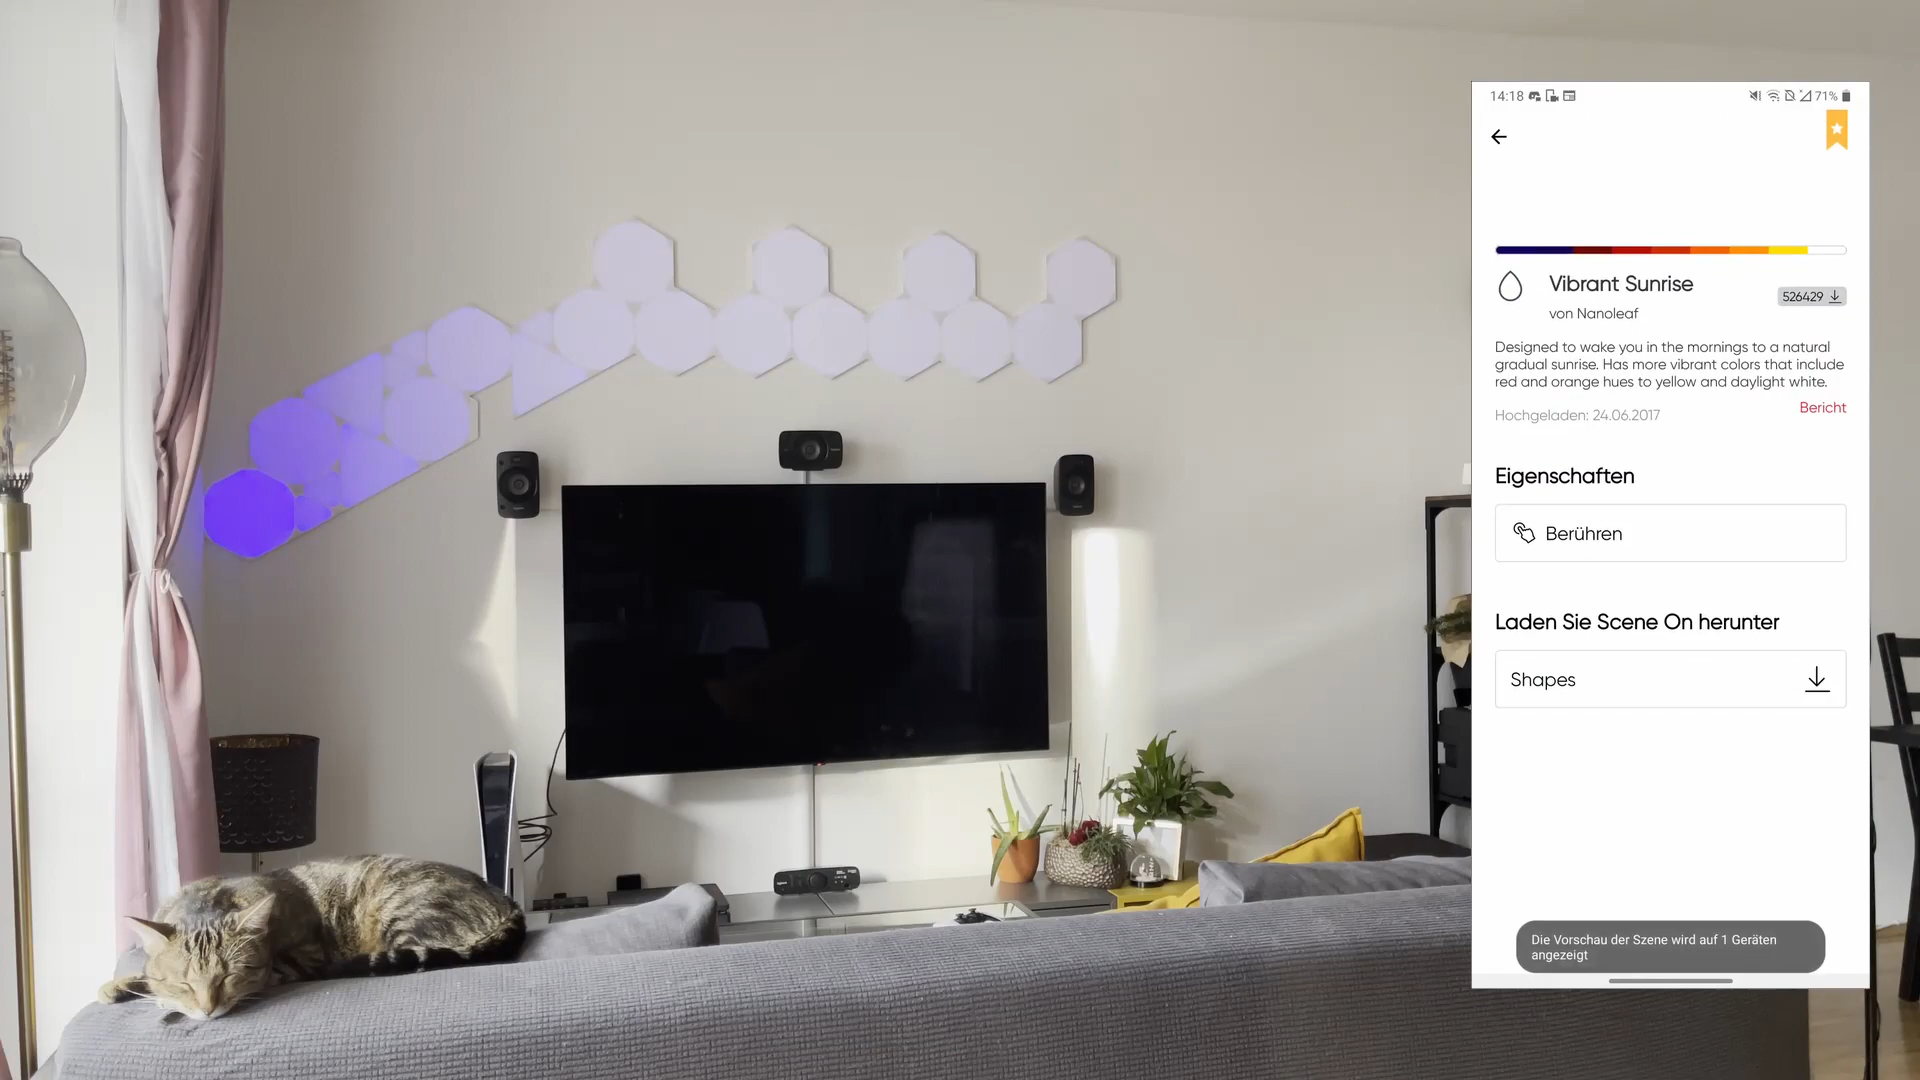 14:18
71%
Vibrant Sunrise
526429
von Nanoleaf
Designed to wake you in the mornings to a natural
gradual sunrise. Has more vibrant colors that include
red and orange hues to yellow and daylight white.
Hochgeladen: 24.06.2017
Bericht
Eigenschaften
Berühren
Laden Sie Scene On herunter
Shapes
Die Vorschau der Szene wird auf 1 Geräten
angezeigt